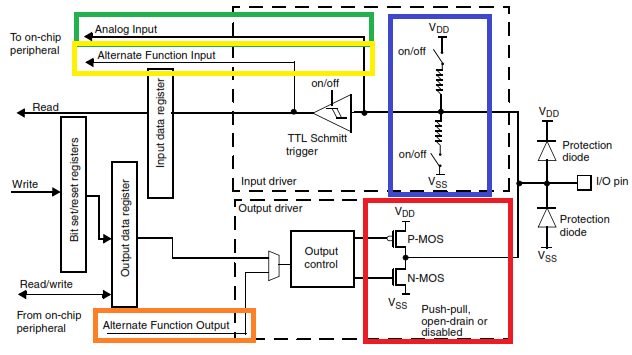 Analog Input
To on-chip
peripheral
Alternate Function Input
Read
Input data register
on/off
TTL Schmitt
trigger
VDD
on/off
on/off
VSS
Input driver
VDD
Protection
diode
I/O pin
Protection
diode
VSS
Write
Bit set/reset registers
Output data register
Read/write
From on-chip
peripheral
Alternate Function Output
Output driver
Output
control
VDD
P-MOS
N-MOS
VSS
Push-pull,
open-drain or
disabled